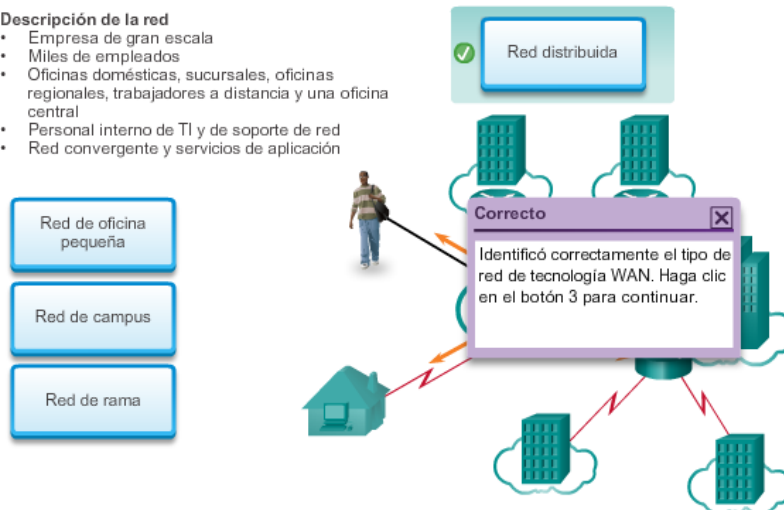 Descripción de la red
• Empresa de gran escala
• Miles de empleados
• Oficinas domésticas, sucursales, oficinas
regionales, trabajadores a distancia y una oficina
central
• Personal interno de TI y de soporte de red
• Red convergente y servicios de aplicación
Red distribuida
Red de oficina
pequeña
Red de campus
Red de rama
Correcto
Identificó correctamente el tipo de
red de tecnología WAN. Haga clic
en el botón 3 para continuar.